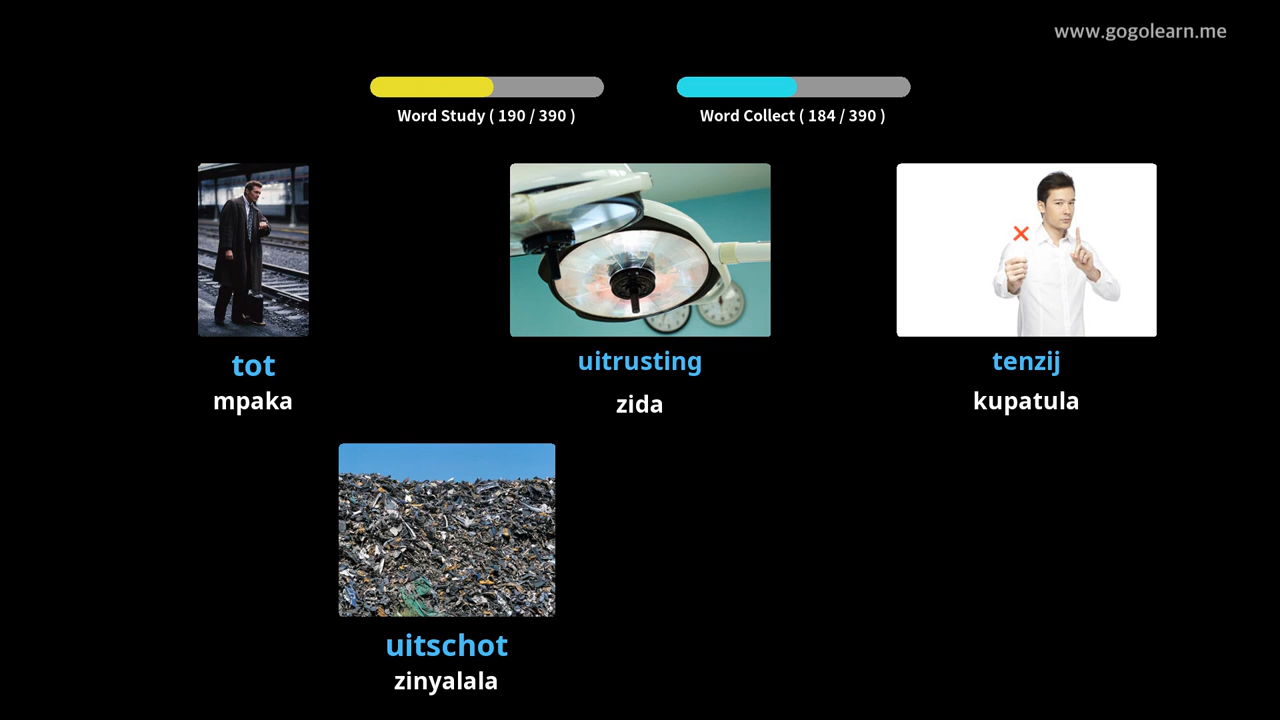 www.gogolearn.me
Word Study ( 190 / 390 )
Word Collect ( 184 / 390 )
tot
mpaka
uitrusting
zida
tenzij
kupatula
uitschot
zinyalala